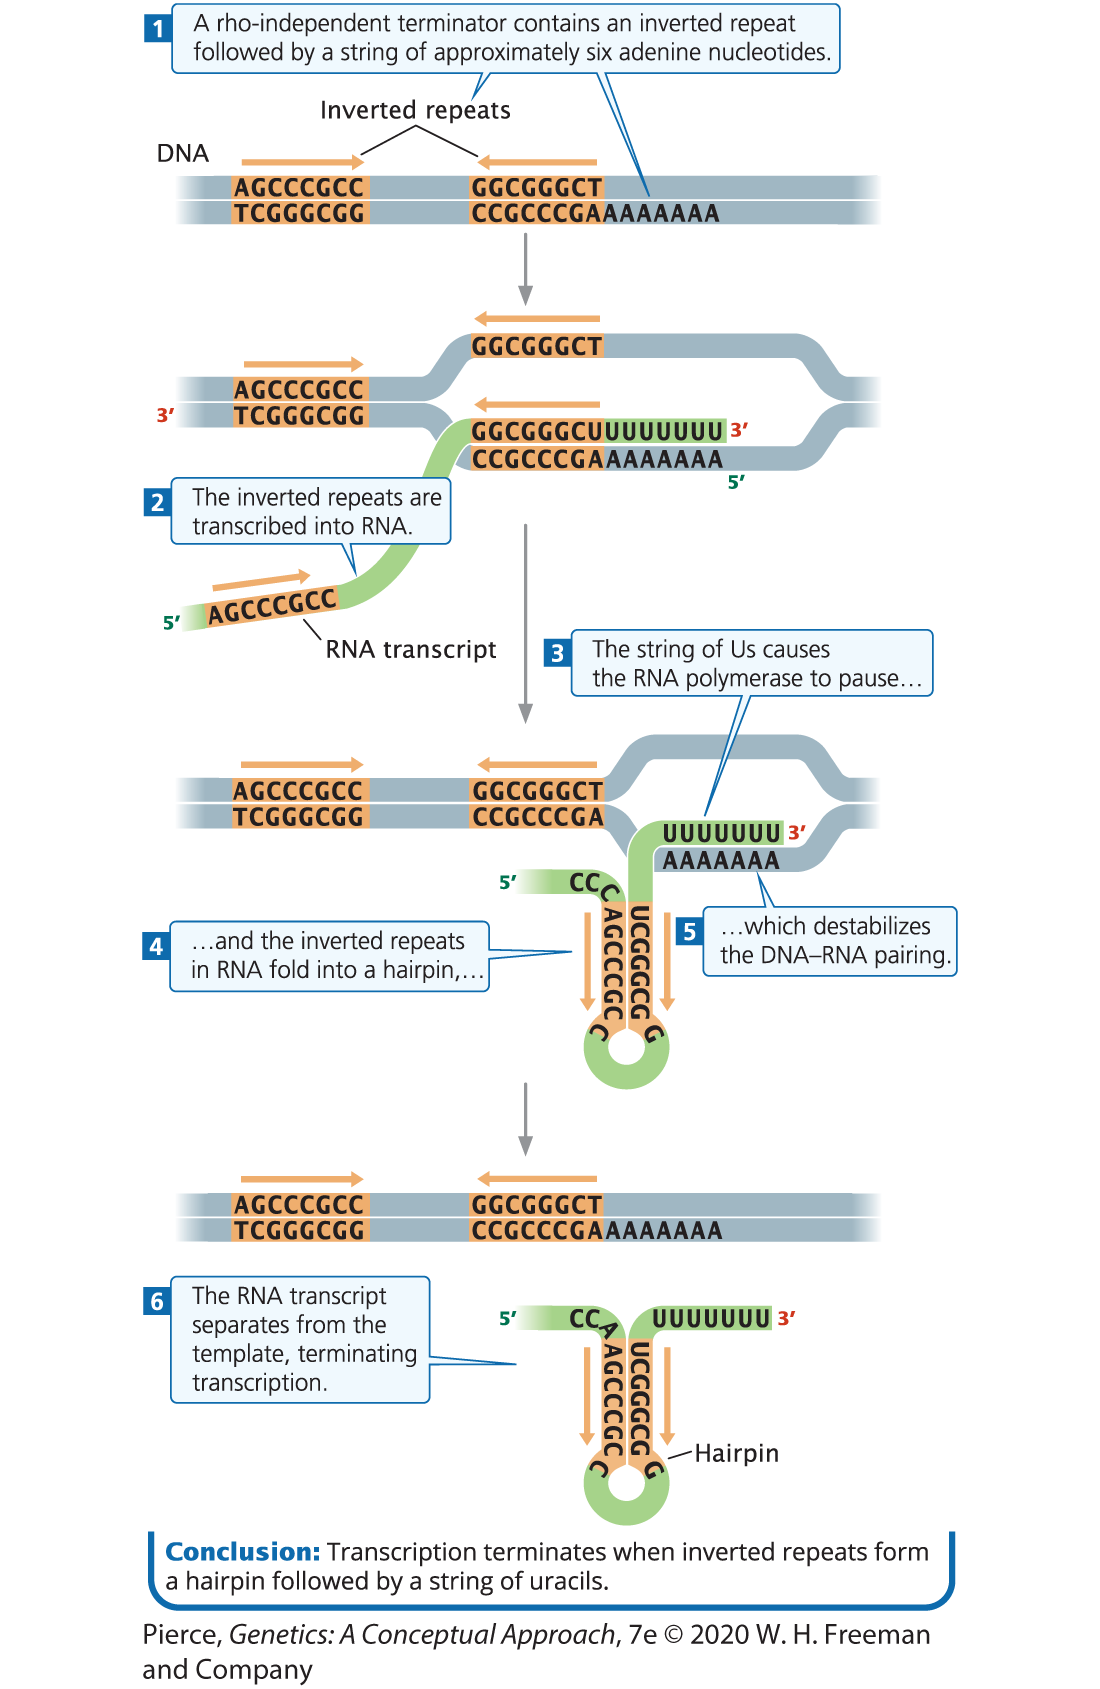 1
A rho-independent terminator contains an inverted repeat
followed by a string of approximately six adenine nucleotides.
Inverted repeats
DNA
AGCCCGCC GGCGGGCT
TCGGGCGG CCGCCCGAAAAAAAA
GGCGGGCT
AGCCCGCC
3′ TCGGGCGG
GGCGGGCUUUUUUUU 3′
CCGCCCGAAAAAAAA
5′
2
The inverted repeats are
transcribed into RNA.
5′ AGCCCGCC
RNA transcript
3
The string of Us causes
the RNA polymerase to pause…
AGCCCGCC GGCGGGCT
TCGGGCGG CCGCCCGA
UUUUUUU 3′
AAAAAAA
5′ CCC
AGCCCGCC
UCGGGCGG
4
…and the inverted repeats
in RNA fold into a hairpin,…
5
…which destabilizes
the DNA–RNA pairing.
AGCCCGCC GGCGGGCT
TCGGGCGG CCGCCCGAAAAAAAA
6
The RNA transcript
separates from the
template, terminating
transcription.
5′ CCA UUUUUUU 3′
AGCCCGCC
UCGGGCGG
Hairpin
Conclusion: Transcription terminates when inverted repeats form
a hairpin followed by a string of uracils.
Pierce, Genetics: A Conceptual Approach, 7e © 2020 W. H. Freeman
and Company